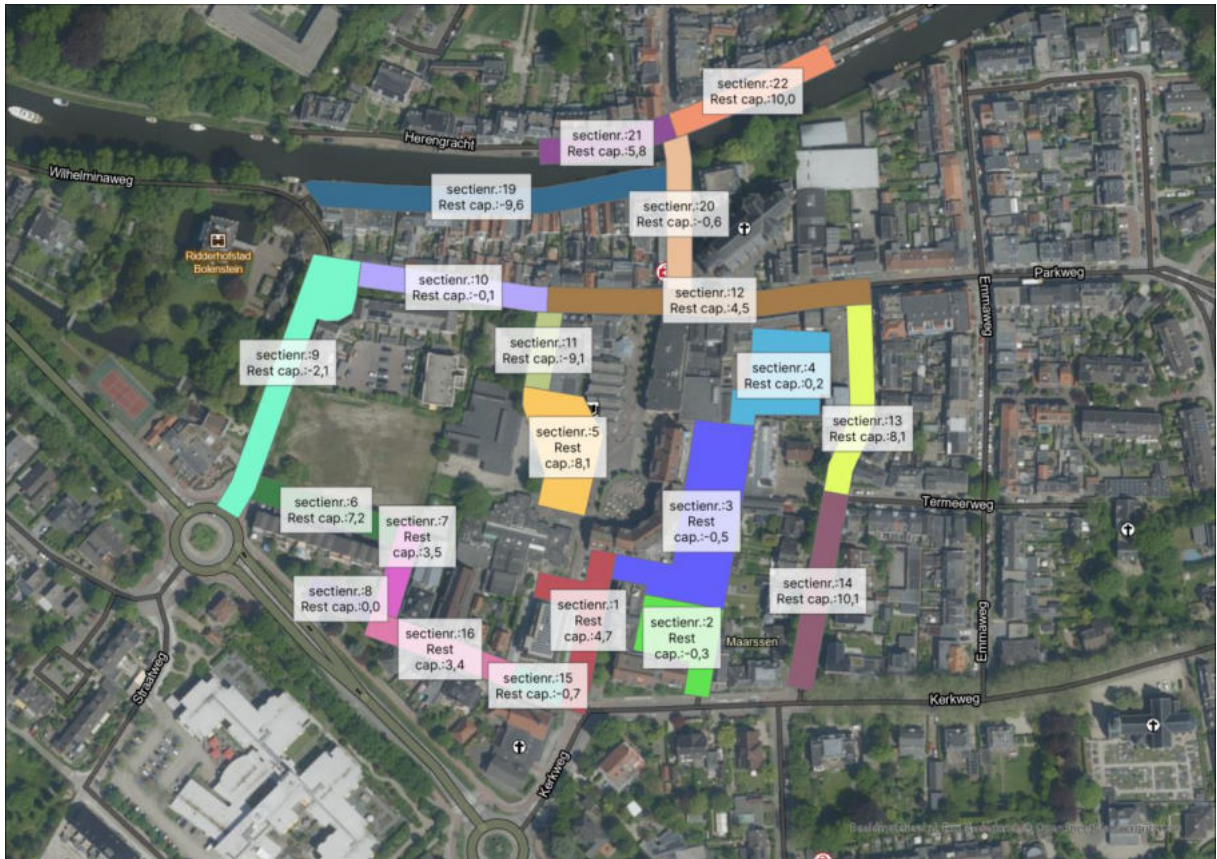 sectienr.:22
Rest cap.:10,0
sectienr.:21
Rest cap.:5,8
Herengracht
Wilhelminaweg
sectienr.:19
Rest cap.:-9,6
sectienr.:20
Rest cap.:-0,6
Ridderhofstad
Bolenstein
sectienr.:10
Rest cap.:-0,1
sectienr.:12
Rest cap.:4,5
Parkweg
Emmaweg
sectienr.:11
Rest cap.:-9,1
sectienr.:9
Rest cap.:-2,1
sectienr.:4
Rest cap.:0,2
sectienr.:5
Rest
cap.:8,1
sectienr.:13
Rest cap.:8,1
sectienr.:6
Rest cap.:7,2
sectienr.:7
Rest
cap.:3,5
sectienr.:3
Rest
cap.:-0,5
Termeerweg
sectienr.:8
Rest cap.:0,0
sectienr.:14
Rest cap.:10,1
sectienr.:1
Rest
cap.:4,7
sectienr.:2
Rest
cap.:-0,3
Maarssen
Emmaweg
sectienr.:16
Rest cap.:3,4
sectienr.:15
Rest cap.:-0,7
Straatweg
Kerkweg
Kerkweg